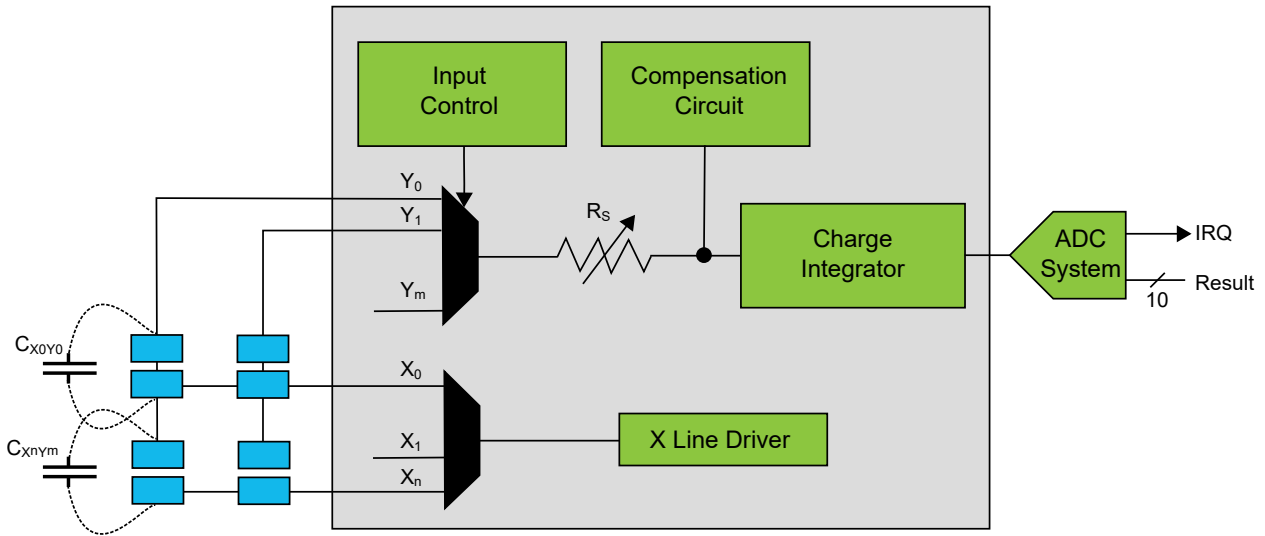 Input
Control
Compensation
Circuit
Y0
Y1
RS
Charge
Integrator
ADC
System
IRQ
Result
10
Ym
CX0Y0
X0
X Line Driver
CXnYm
X1
Xn